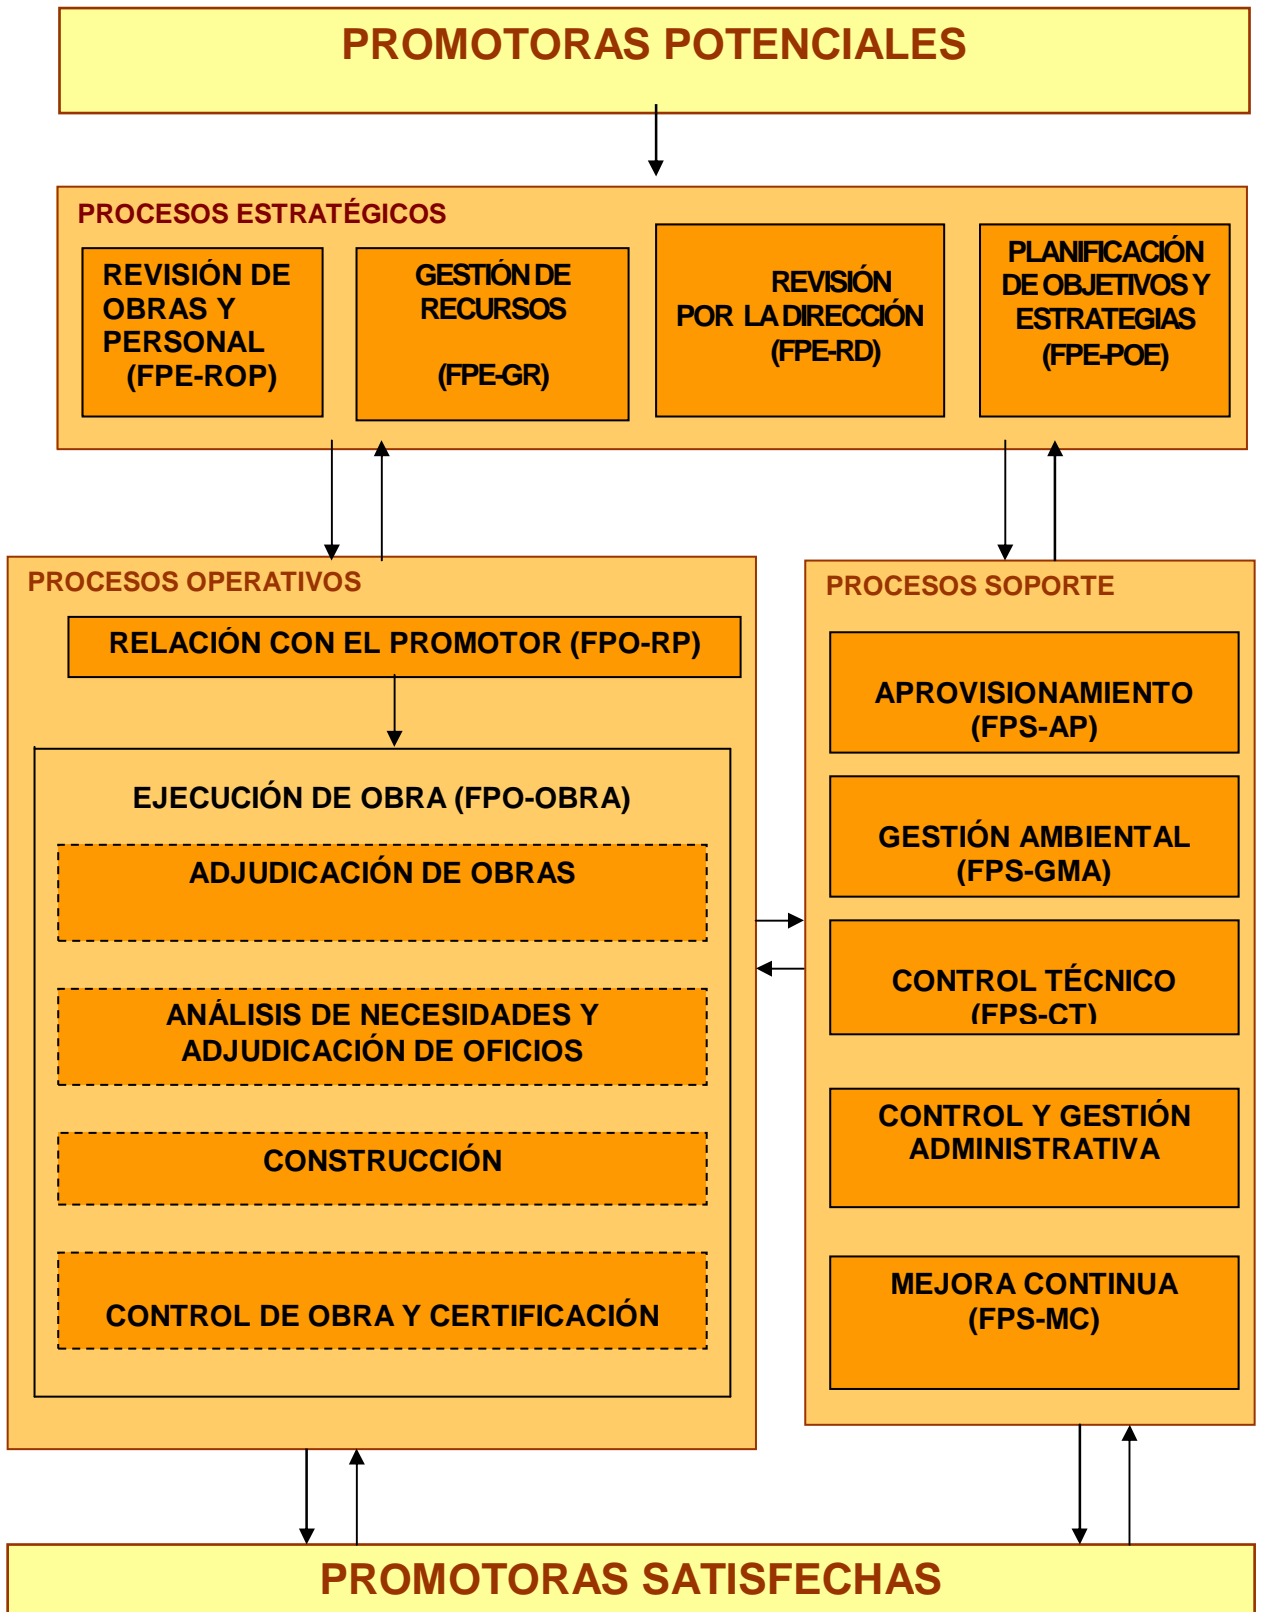 PROMOTORAS POTENCIALES
PROCESOS ESTRATÉGICOS
REVISIÓN DE
OBRAS Y
PERSONAL
(FPE-ROP)
GESTIÓN DE
RECURSOS
(FPE-GR)
REVISIÓN
POR LA DIRECCIÓN
(FPE-RD)
PLANIFICACIÓN
DE OBJETIVOS Y
ESTRATEGIAS
(FPE-POE)
PROCESOS OPERATIVOS
RELACIÓN CON EL PROMOTOR (FPO-RP)
EJECUCIÓN DE OBRA (FPO-OBRA)
ADJUDICACIÓN DE OBRAS
ANÁLISIS DE NECESIDADES Y
ADJUDICACIÓN DE OFICIOS
CONSTRUCCIÓN
CONTROL DE OBRA Y CERTIFICACIÓN
PROCESOS SOPORTE
APROVISIONAMIENTO
(FPS-AP)
GESTIÓN AMBIENTAL
(FPS-GMA)
CONTROL TÉCNICO
(FPS-CT)
CONTROL Y GESTIÓN
ADMINISTRATIVA
MEJORA CONTINUA
(FPS-MC)
PROMOTORAS SATISFECHAS